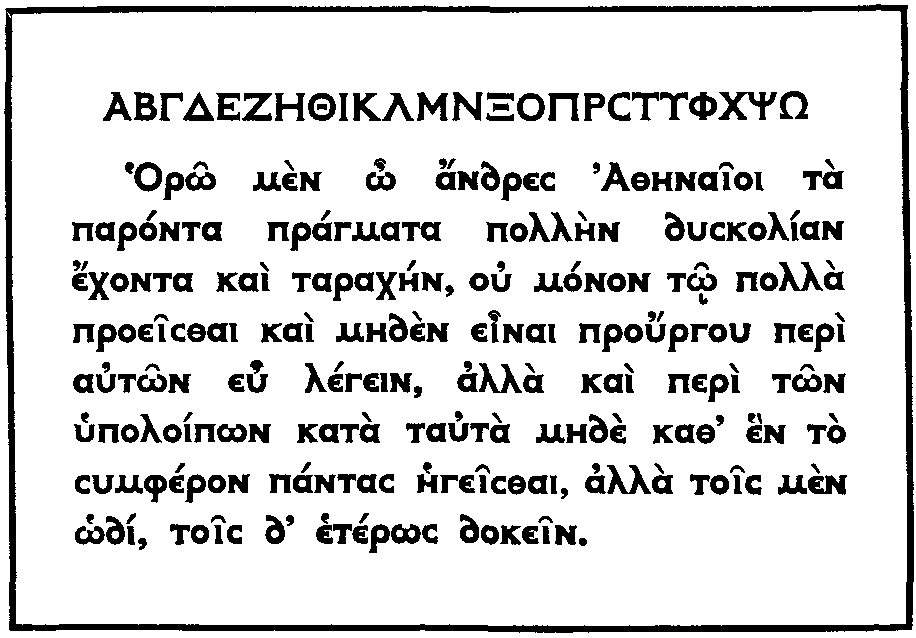 ΑΒΓΔΕΖΗΘΙΚΛΜΝΞΟΠΡϹΤΥΦΧΨΩ
Ὁρῶ μὲν ὦ ἄνδρεϲ Ἀθηναῖοι τὰ
παρόντα πράγματα πολλὴν δυϲκολίαν
ἔχοντα καὶ ταραχήν, οὐ μόνον τῷ πολλὰ
προεῖϲθαι καὶ μηδὲν εἶναι προὔργου περὶ
αὐτῶν εὖ λέγειν, ἀλλὰ καὶ περὶ τῶν
ὑπολοίπων κατὰ ταὐτὰ μηδὲ καθ’ ἓν τὸ
ϲυμφέρον πάνταϲ ἡγεῖϲθαι, ἀλλὰ τοῖϲ μὲν
ὡδί, τοῖϲ δ’ ἑτέρωϲ δοκεῖν.